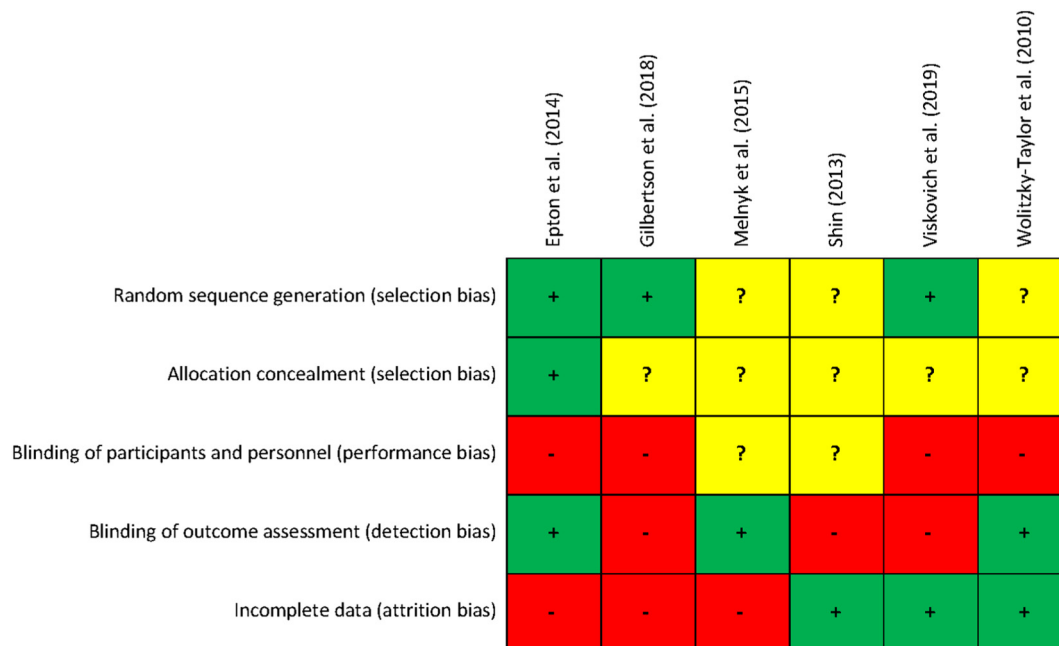 Epton et al. (2014)
Gilbertson et al. (2018)
Melnyk et al. (2015)
Shin (2013)
Viskovich et al. (2019)
Wolitzky-Taylor et al. (2010)
Random sequence generation (selection bias) + + ? ? + ?
Allocation concealment (selection bias) + ? ? ? ? ?
Blinding of participants and personnel (performance bias) - - ? ? - -
Blinding of outcome assessment (detection bias) + - + - - +
Incomplete data (attrition bias) - - - + + +